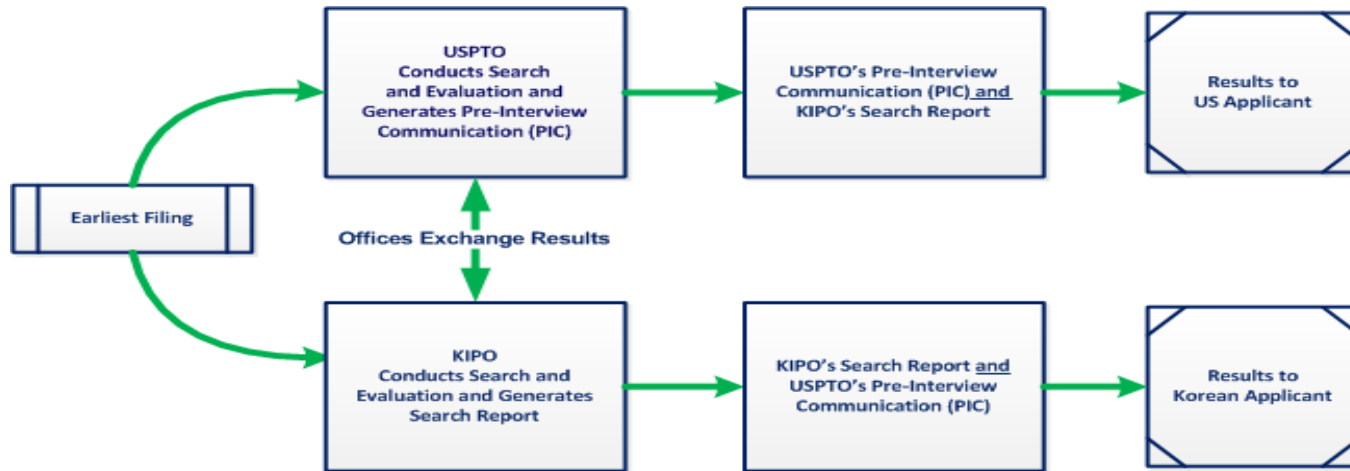 USPTO
Conducts Search
and Evaluation and
Generates Pre-Interview
Communication (PIC)
USPTO's Pre-Interview
Communication (PIC) and
KIPO's Search Report
Results to
US Applicant
Earliest Filing
Offices Exchange Results
KIPO
Conducts Search and
Evaluation and Generates
Search Report
KIPO's Search Report and
USPTO's Pre-Interview
Communication (PIC)
Results to
Korean Applicant